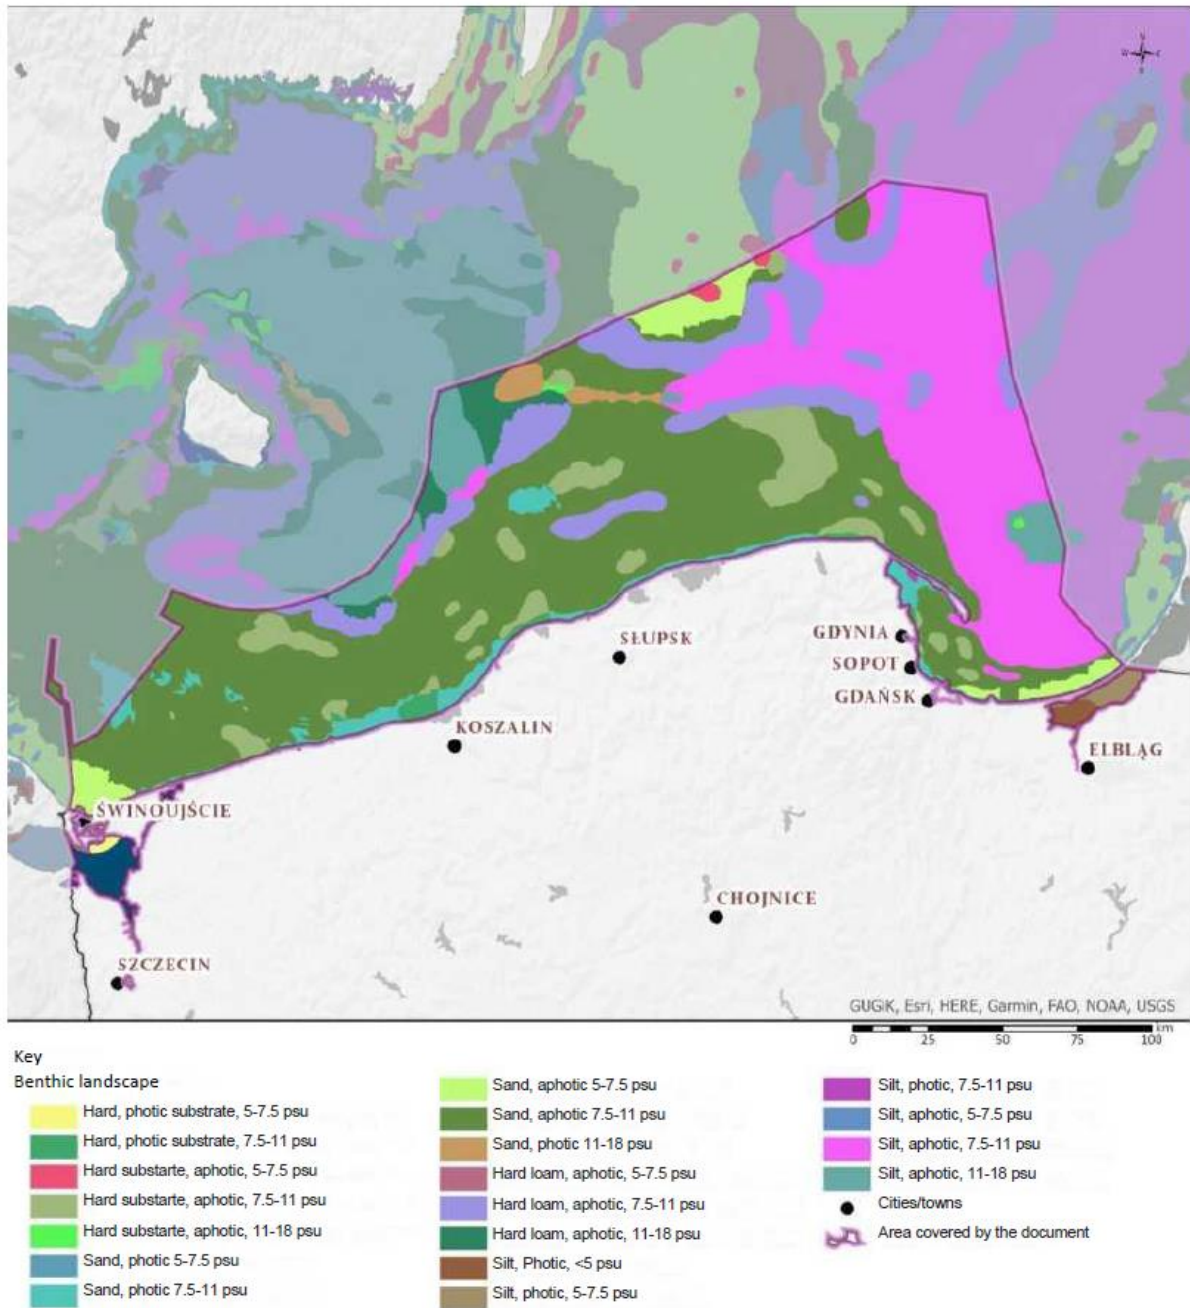 N
W E
S
SŁUPSK
GDYNIA
SOPOT
GDAŃSK
KOSZALIN
ELBLĄG
ŚWINOUJŚCIE
CHOJNICE
SZCZECIN
GUGiK, Esri, HERE, Garmin, FAO, NOAA, USGS
km
0 25 50 75 100
Key
Benthic landscape
Hard, photic substrate, 5-7.5 psu
Hard, photic substrate, 7.5-11 psu
Hard substarte, aphotic, 5-7.5 psu
Hard substarte, aphotic, 7.5-11 psu
Hard substarte, aphotic, 11-18 psu
Sand, photic 5-7.5 psu
Sand, photic 7.5-11 psu
Sand, aphotic 5-7.5 psu
Sand, aphotic 7.5-11 psu
Sand, photic 11-18 psu
Hard loam, aphotic, 5-7.5 psu
Hard loam, aphotic, 7.5-11 psu
Hard loam, aphotic, 11-18 psu
Silt, Photic, <5 psu
Silt, photic, 5-7.5 psu
Silt, photic, 7.5-11 psu
Silt, aphotic, 5-7.5 psu
Silt, aphotic, 7.5-11 psu
Silt, aphotic, 11-18 psu
Cities/towns
Area covered by the document